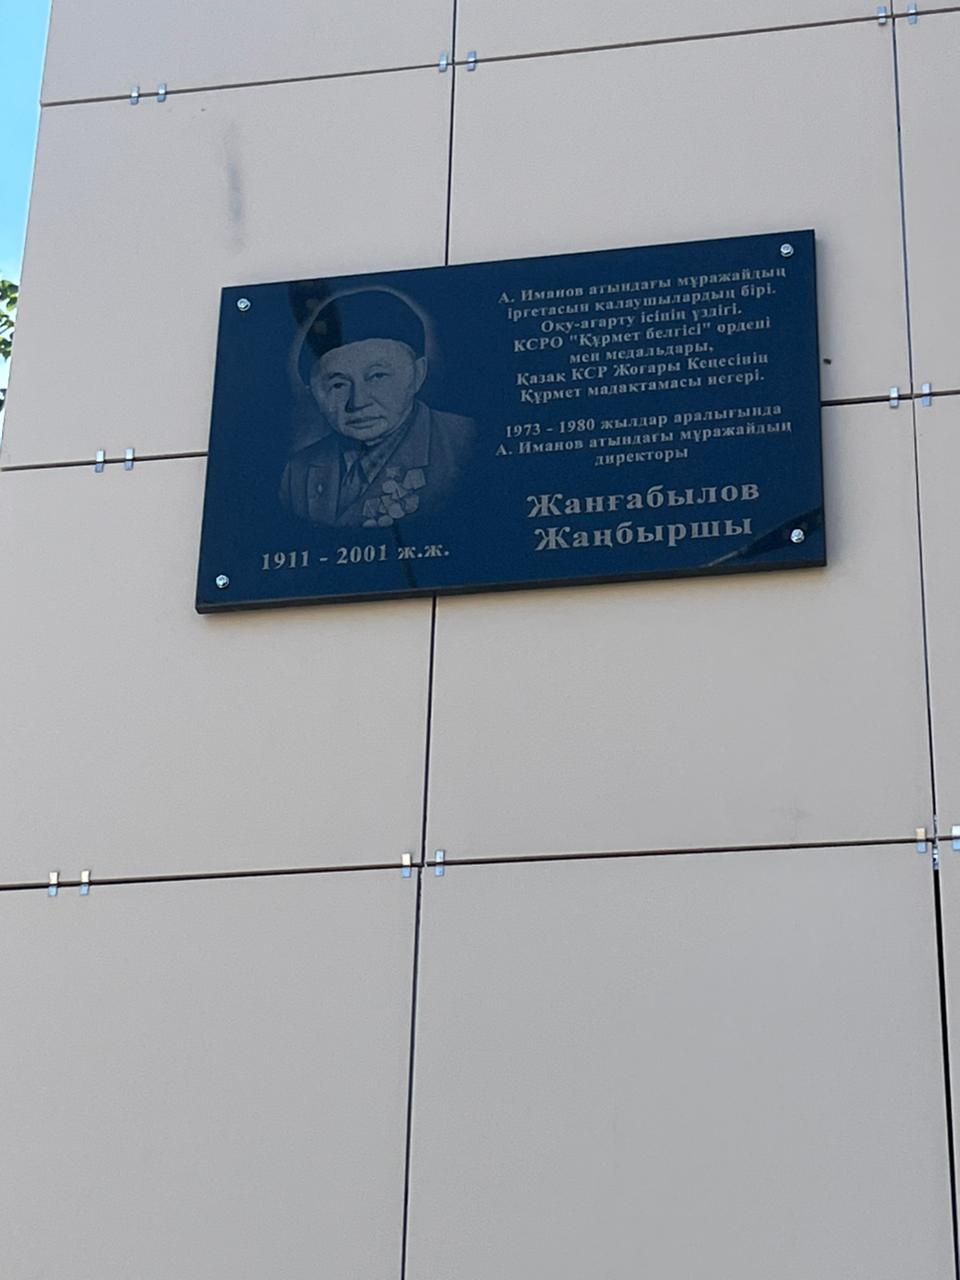 А. Иманов атындағы мұражайдың
іргетасын қалаушылардың бірі.
Оқу-ағарту ісінің үздігі.
КСРО "Құрмет белгісі" ордені
мен медальдары,
Қазақ КСР Жоғары Кеңесінің
Құрмет мадақтамасы иегері.
1973 - 1980 жылдар аралығында
А. Иманов атындағы мұражайдың
директоры
Жанғабылов
Жаңбыршы
1911 - 2001 ж.ж.